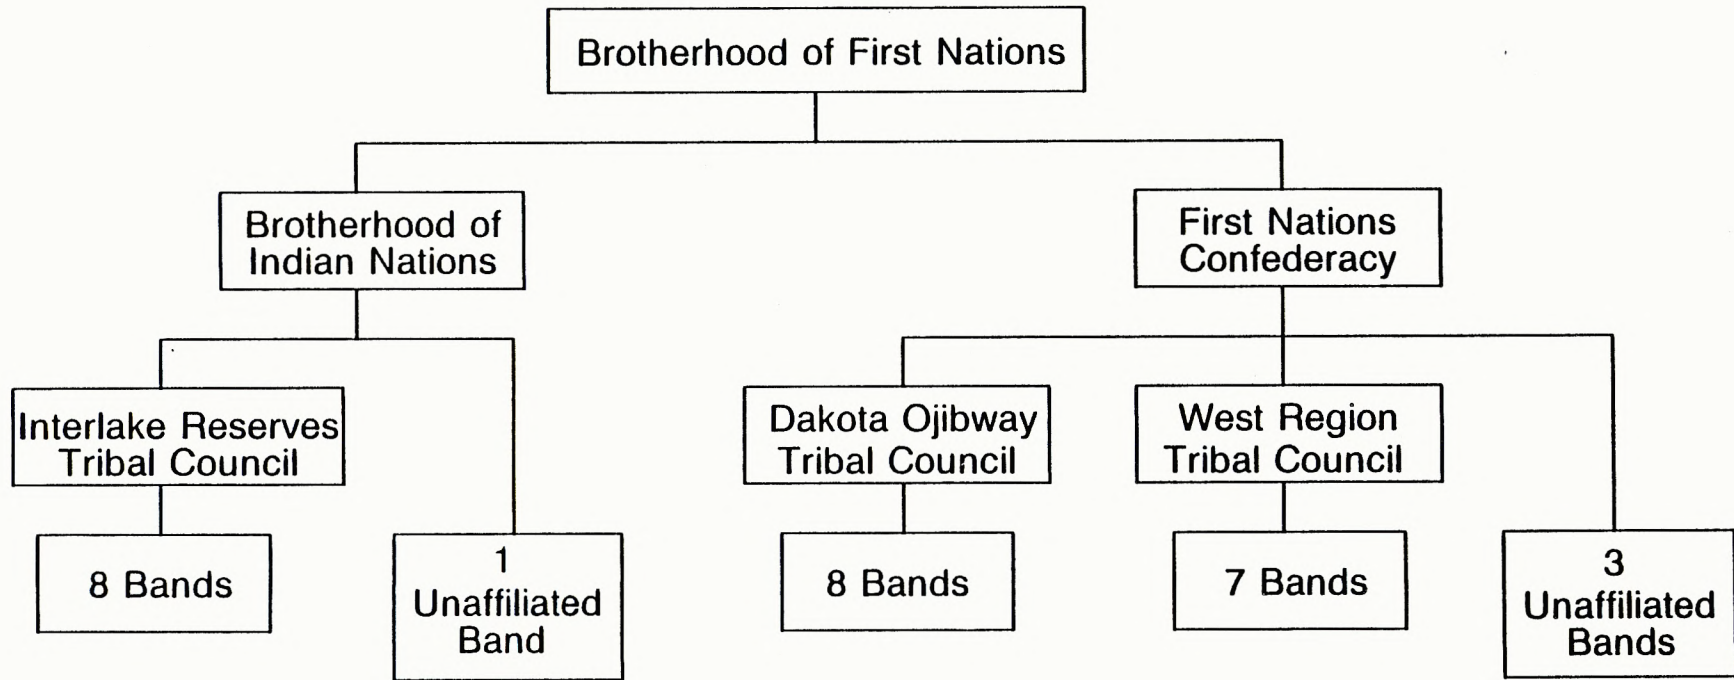 Brotherhood of First Nations
Brotherhood of
Indian Nations
First Nations
Confederacy
Interlake Reserves
Tribal Council
Dakota Ojibway
Tribal Council
West Region
Tribal Council
8 Bands
1
Unaffiliated
Band
8 Bands
7 Bands
3
Unaffiliated
Bands